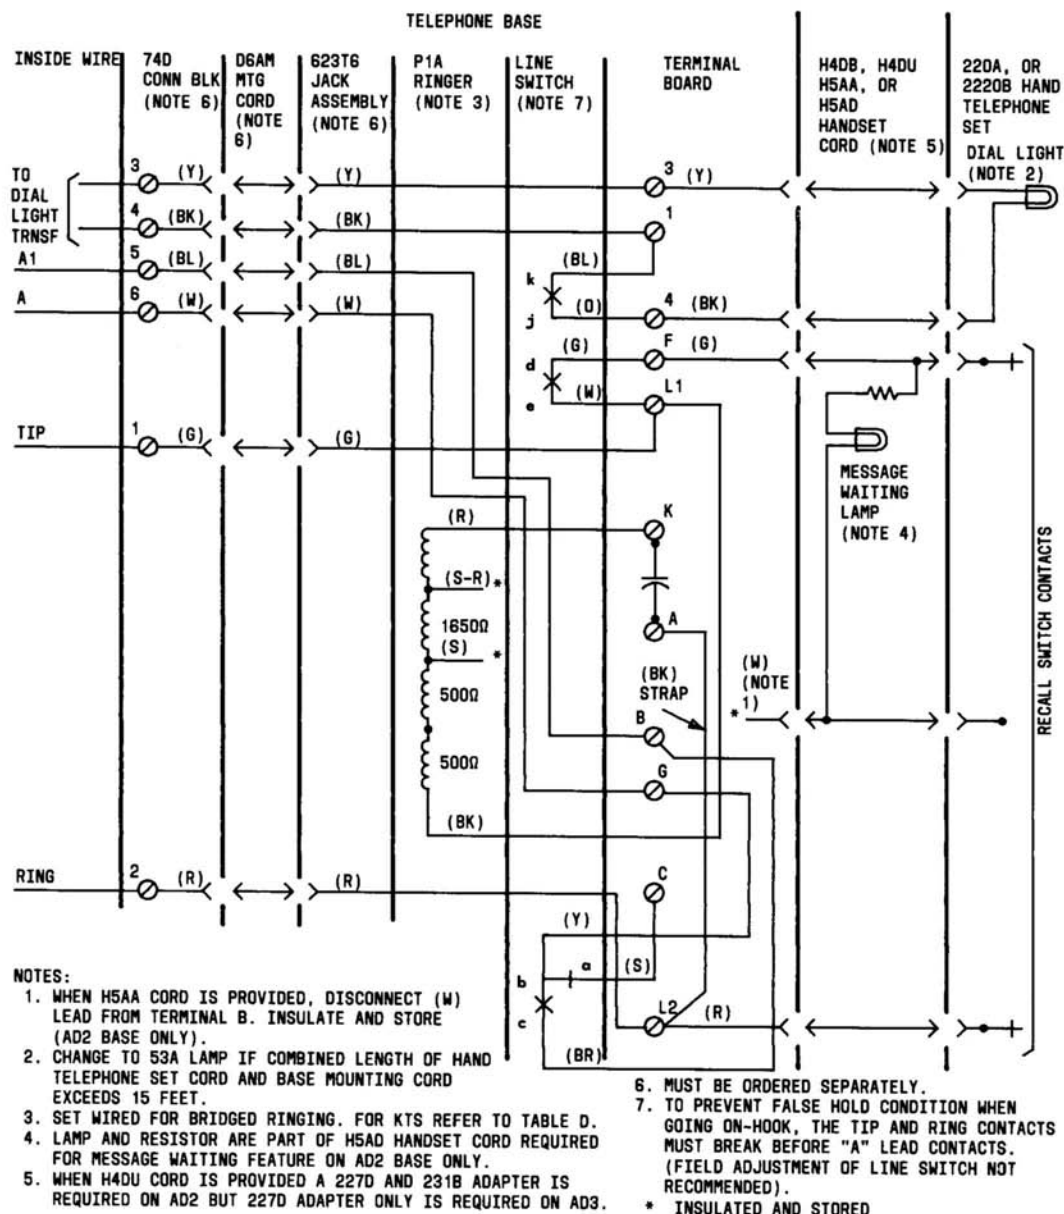 TELEPHONE BASE
INSIDE WIRE
74D
CONN BLK
(NOTE 6)
D6AM
MTG
CORD
(NOTE
6)
623T6
JACK
ASSEMBLY
(NOTE 6)
P1A
RINGER
(NOTE 3)
LINE
SWITCH
(NOTE 7)
TERMINAL
BOARD
H4DB, H4DU
H5AA, OR
H5AD
HANDSET
CORD (NOTE 5)
220A, OR
2220B HAND
TELEPHONE
SET
DIAL LIGHT
(NOTE 2)
TO
DIAL
LIGHT
TRNSF
3 (Y) (Y) 3 (Y)
4 (BK) (BK) 1
A1 5 (BL) (BL) (BL)
k
A 6 (W) (W) j (O) 4 (BK)
d (G) F (G)
e (W) L1
TIP 1 (G) (G)
MESSAGE
WAITING
LAMP
(NOTE 4)
(R) K
(S-R) *
1650Ω
(S) *
A
500Ω
(BK)
STRAP
(W)
(NOTE
1)
*
B
500Ω
G
(BK)
RECALL SWITCH CONTACTS
RING 2 (R) (R) C
(Y)
b a (S)
c L2 (R)
(BR)
NOTES:
1. WHEN H5AA CORD IS PROVIDED, DISCONNECT (W)
LEAD FROM TERMINAL B. INSULATE AND STORE
(AD2 BASE ONLY).
2. CHANGE TO 53A LAMP IF COMBINED LENGTH OF HAND
TELEPHONE SET CORD AND BASE MOUNTING CORD
EXCEEDS 15 FEET.
3. SET WIRED FOR BRIDGED RINGING. FOR KTS REFER TO TABLE D.
4. LAMP AND RESISTOR ARE PART OF H5AD HANDSET CORD REQUIRED
FOR MESSAGE WAITING FEATURE ON AD2 BASE ONLY.
5. WHEN H4DU CORD IS PROVIDED A 227D AND 231B ADAPTER IS
REQUIRED ON AD2 BUT 227D ADAPTER ONLY IS REQUIRED ON AD3.
6. MUST BE ORDERED SEPARATELY.
7. TO PREVENT FALSE HOLD CONDITION WHEN
GOING ON-HOOK, THE TIP AND RING CONTACTS
MUST BREAK BEFORE "A" LEAD CONTACTS.
(FIELD ADJUSTMENT OF LINE SWITCH NOT
RECOMMENDED).
* INSULATED AND STORED